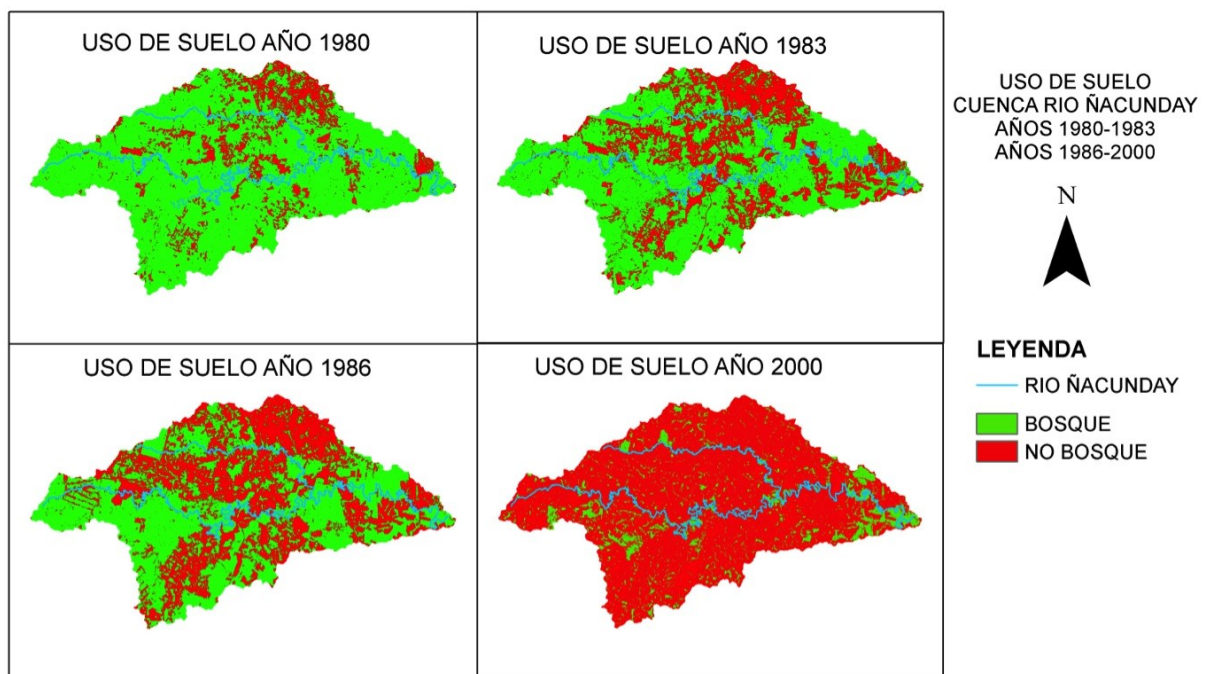 USO DE SUELO AÑO 1980
USO DE SUELO AÑO 1983
USO DE SUELO AÑO 1986
USO DE SUELO AÑO 2000
USO DE SUELO
CUENCA RIO ÑACUNDAY
AÑOS 1980-1983
AÑOS 1986-2000
N
LEYENDA
RIO ÑACUNDAY
BOSQUE
NO BOSQUE